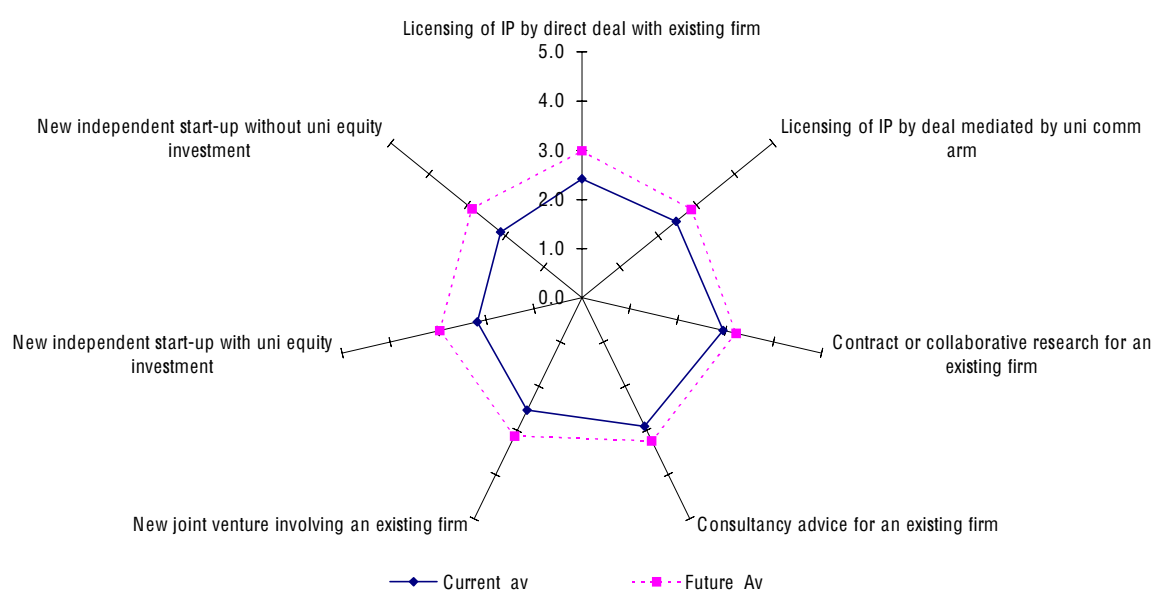 Licensing of IP by direct deal with existing firm
5.0
4.0
3.0
2.0
1.0
0.0
Licensing of IP by deal mediated by uni comm
arm
Contract or collaborative research for an
existing firm
Consultancy advice for an existing firm
New joint venture involving an existing firm
New independent start-up with uni equity
investment
New independent start-up without uni equity
investment
Current av
Future Av